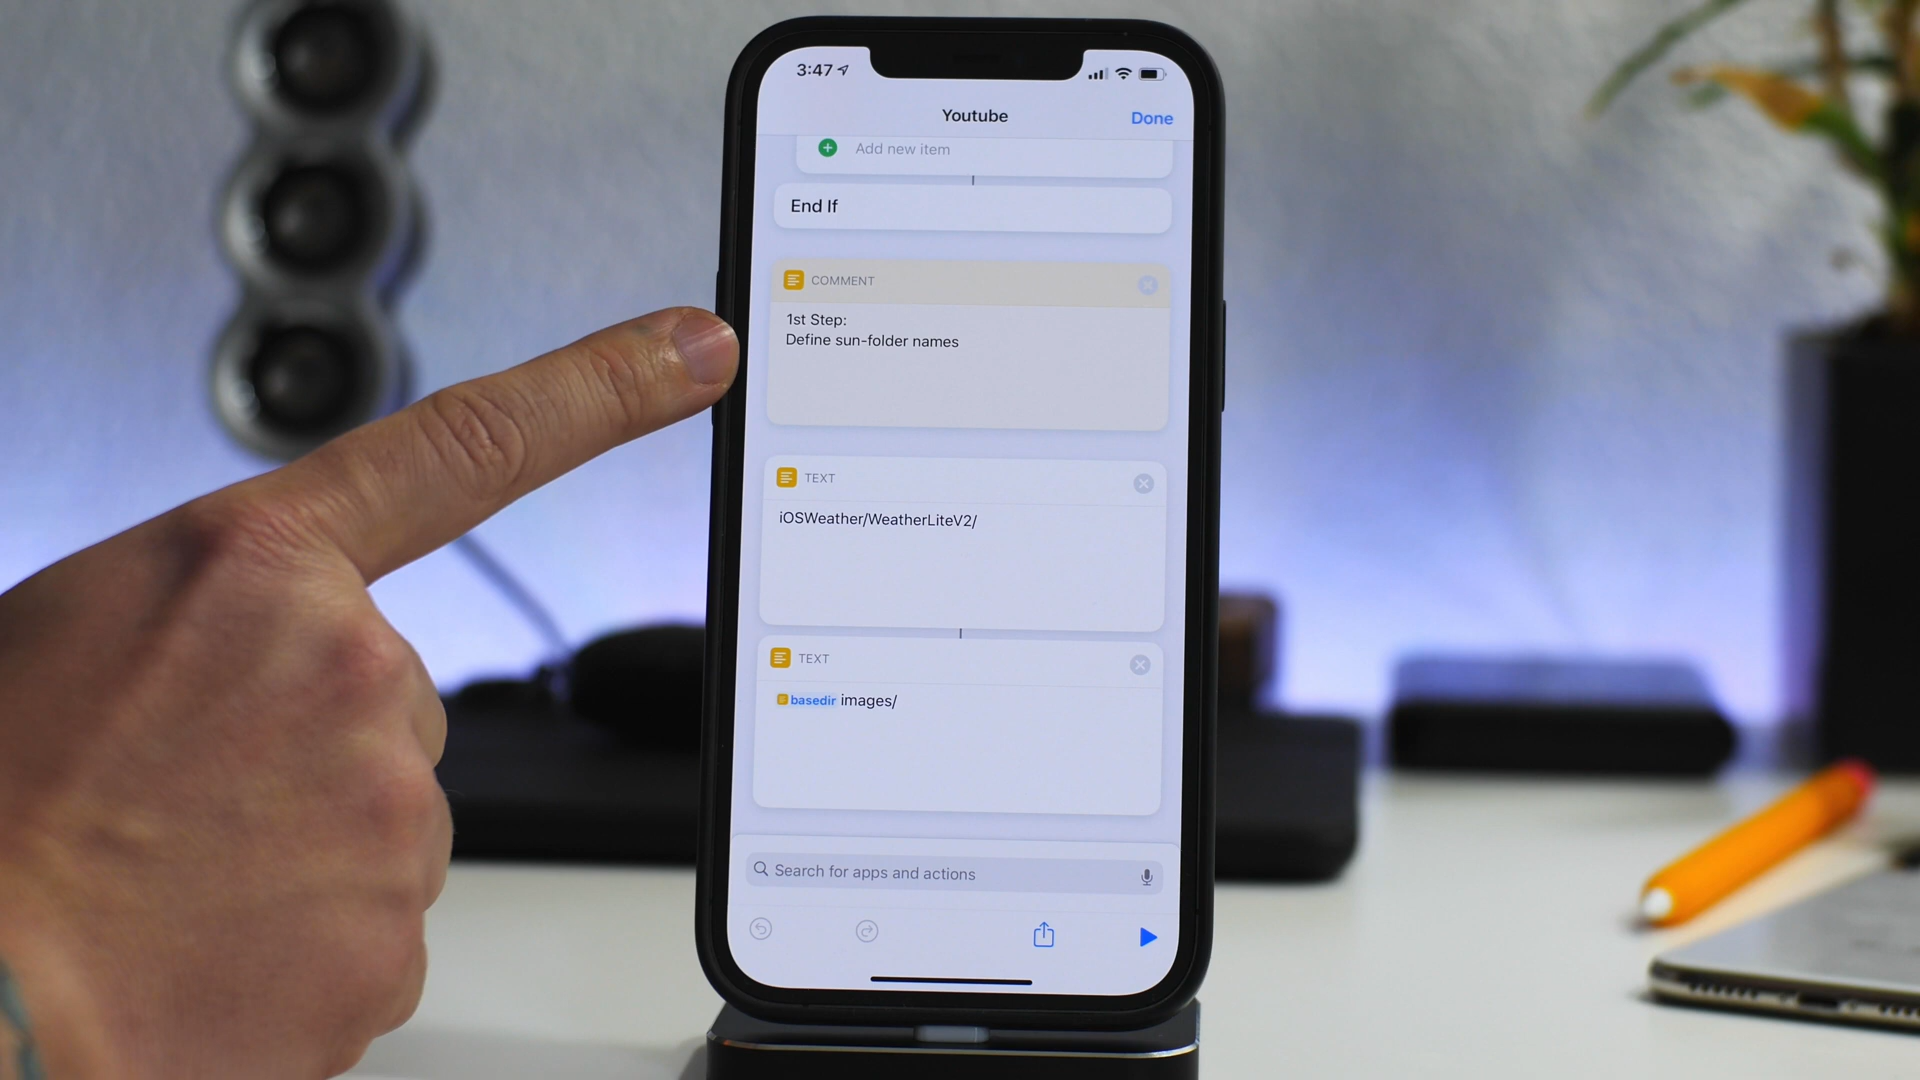 3:47
Youtube
Done
Add new item
End If
COMMENT
1st Step:
Define sun-folder names
TEXT
iOSWeather/WeatherLiteV2/
TEXT
basedir images/
Search for apps and actions